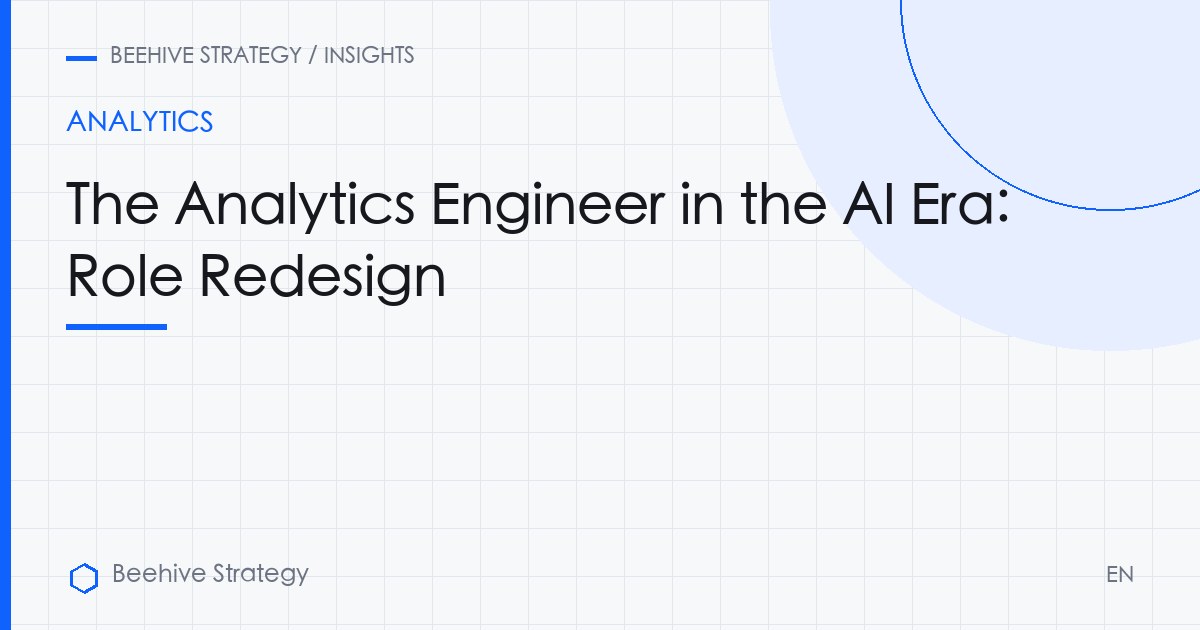 BEEHIVE STRATEGY / INSIGHTS
ANALYTICS
The Analytics Engineer in the AI Era:
Role Redesign
Beehive Strategy
EN